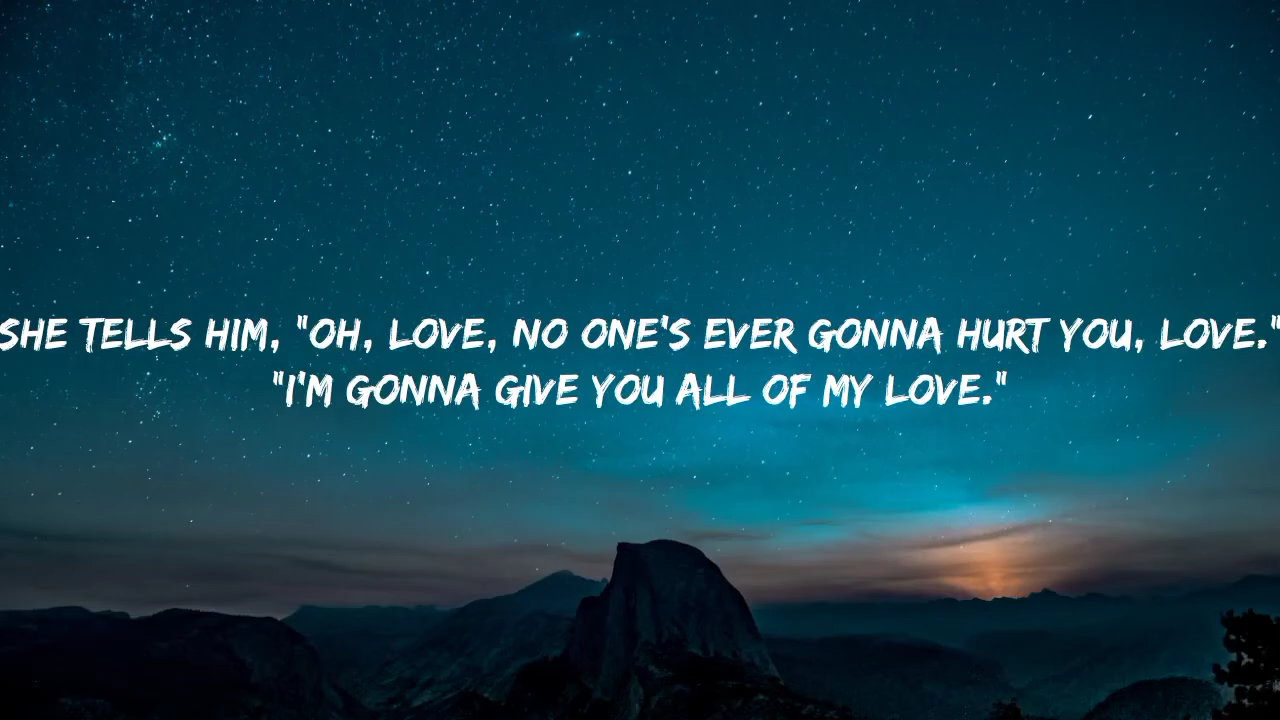 SHE TELLS HIM, "OH, LOVE, NO ONE'S EVER GONNA HURT YOU, LOVE."
"I'M GONNA GIVE YOU ALL OF MY LOVE."